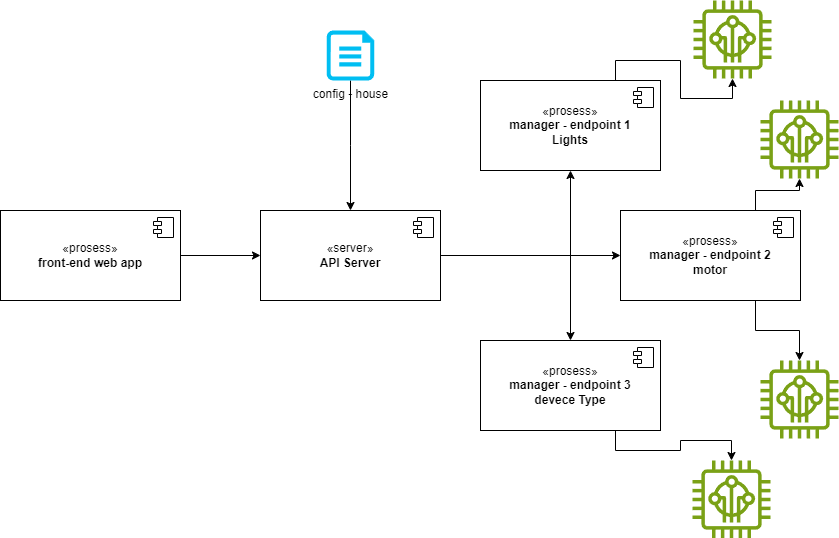 config - house
«prosess»
manager - endpoint 1
Lights
«prosess»
front-end web app
«server»
API Server
«prosess»
manager - endpoint 2
motor
«prosess»
manager - endpoint 3
devece Type